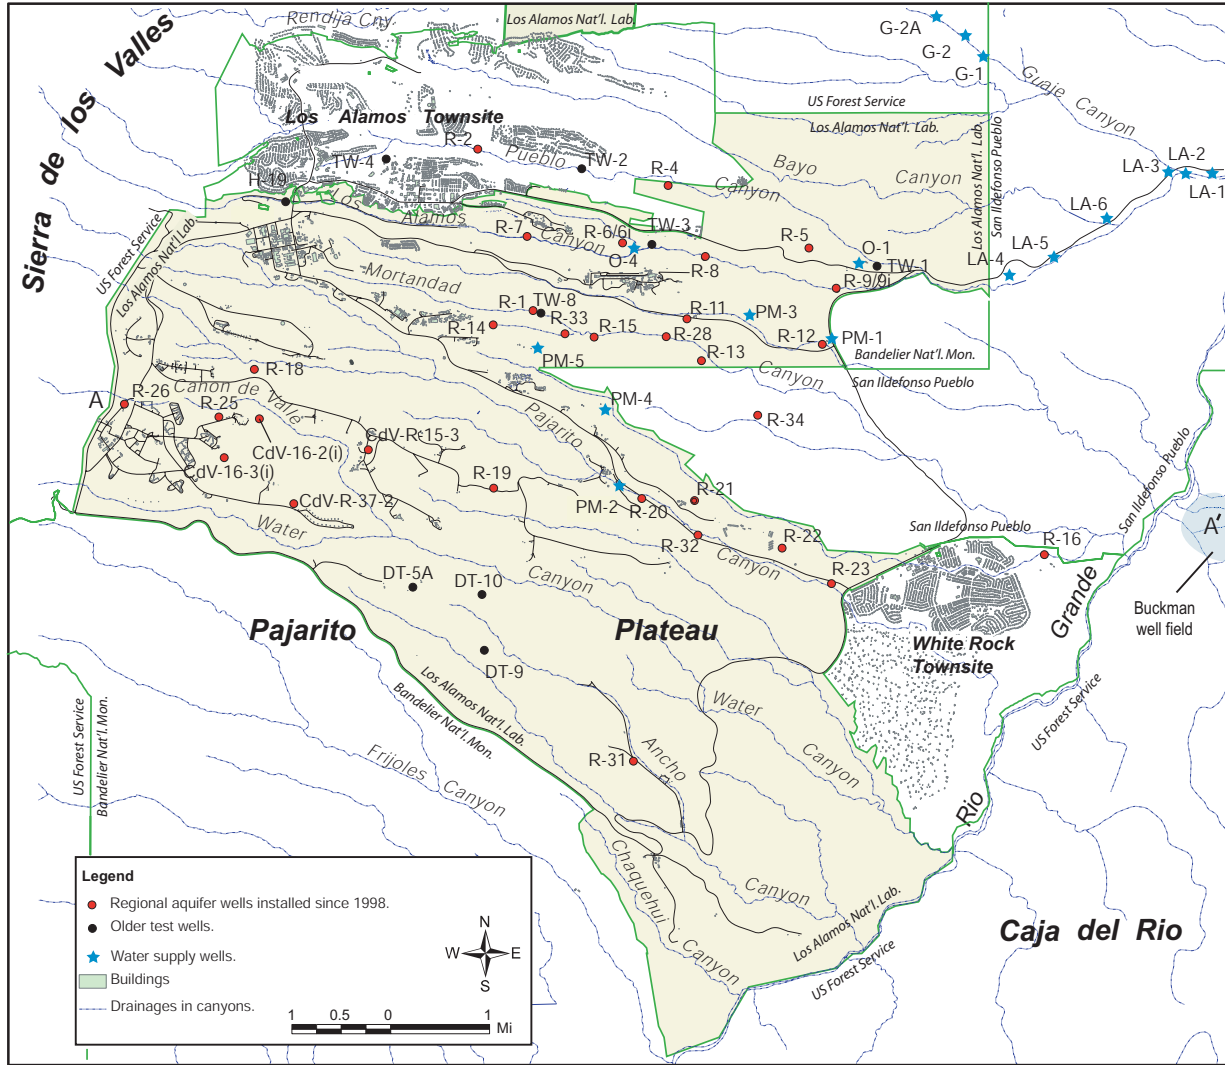 Rendija Cny.
Los Alamos Nat'l. Lab.
US Forest Service
Los Alamos Nat'l. Lab.
G-2A
G-2
G-1
Guaje Canyon
Sierra de los Valles
Los Alamos Townsite
R-2
TW-4
Pueblo Canyon
TW-2
R-4
H-19
Bayo Canyon
Los Alamos Nat'l. Lab.
San Ildefonso Pueblo
LA-3
LA-2
LA-1
LA-6
LA-5
LA-4
US Forest Service
Los Alamos Nat'l. Lab.
Los Alamos Canyon
R-7
R-6/6i
TW-3
O-4
R-8
R-5
O-1
TW-1
R-9/9i
Mortandad Canyon
R-1
TW-8
R-33
R-14
R-15
R-11
R-28
PM-3
R-12
PM-1
R-13
PM-5
Bandelier Nat'l. Mon.
San Ildefonso Pueblo
R-18
Cañon de Valle
A
R-26
R-25
CdV-16-2(i)
CdV-16-3(i)
CdV-R-15-3
CdV-R-37-2
PM-4
R-34
Pajarito Canyon
R-19
PM-2
R-20
R-21
R-32
R-22
R-23
San Ildefonso Pueblo
R-16
San Ildefonso Pueblo
A'
Buckman
well field
Water Canyon
DT-5A
DT-10
DT-9
Pajarito Plateau
White Rock
Townsite
Rio Grande
US Forest Service
Los Alamos Nat'l. Lab.
Bandelier Nat'l. Mon.
US Forest Service
Bandelier Nat'l. Mon.
Frijoles Canyon
R-31
Ancho Canyon
Water Canyon
Chaquehui Canyon
Los Alamos Nat'l. Lab.
US Forest Service
Caja del Rio
Legend
Regional aquifer wells installed since 1998.
Older test wells.
Water supply wells.
Buildings
Drainages in canyons.
N
W
E
S
1 0.5 0 1
Mi